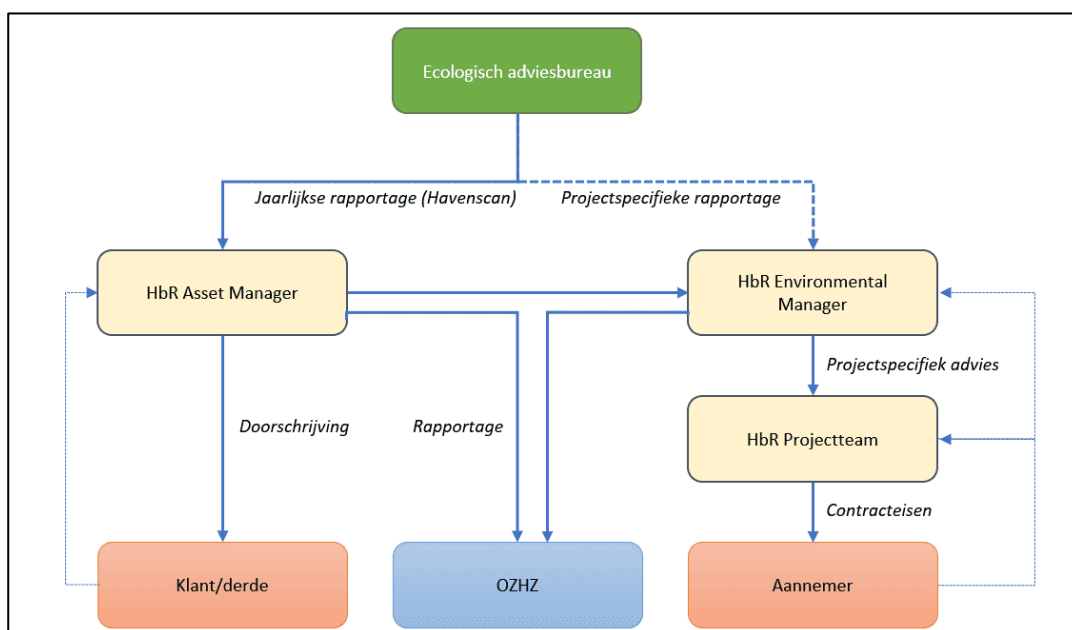 Ecologisch adviesbureau
Jaarlijkse rapportage (Havenscan)
Projectspecifieke rapportage
HbR Asset Manager
HbR Environmental
Manager
Projectspecifiek advies
Doorschrijving
Rapportage
HbR Projectteam
Contracteisen
Klant/derde
OZHZ
Aannemer